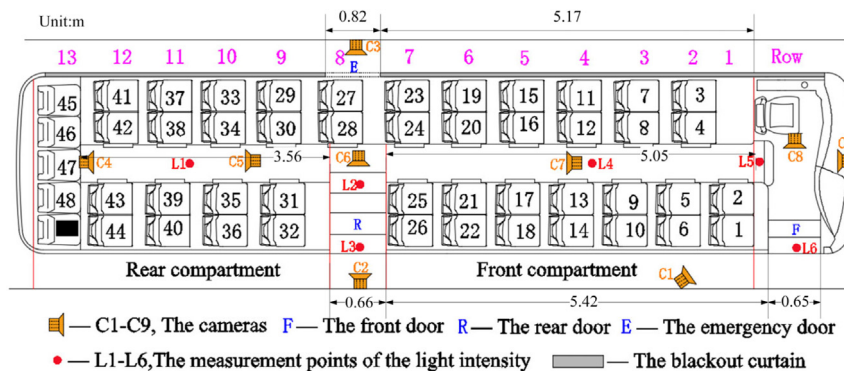 Unit:m
0.82 5.17
13 12 11 10 9 8 C3 7 6 5 4 3 2 1 Row
E
45 41 37 33 29 27 23 19 15 11 7 3
46 42 38 34 30 28 24 20 16 12 8 4
C8
47 C4 L1 C5 3.56 C6 5.05 C7 L4 L5 C
L2
48 43 39 35 31 25 21 17 13 9 5 2
44 40 36 32 R 26 22 18 14 10 6 1 F
L3 L6
Rear compartment C2 Front compartment C1
0.66 5.42 0.65
C1-C9, The cameras F — The front door R — The rear door E — The emergency door
L1-L6,The measurement points of the light intensity — The blackout curtain